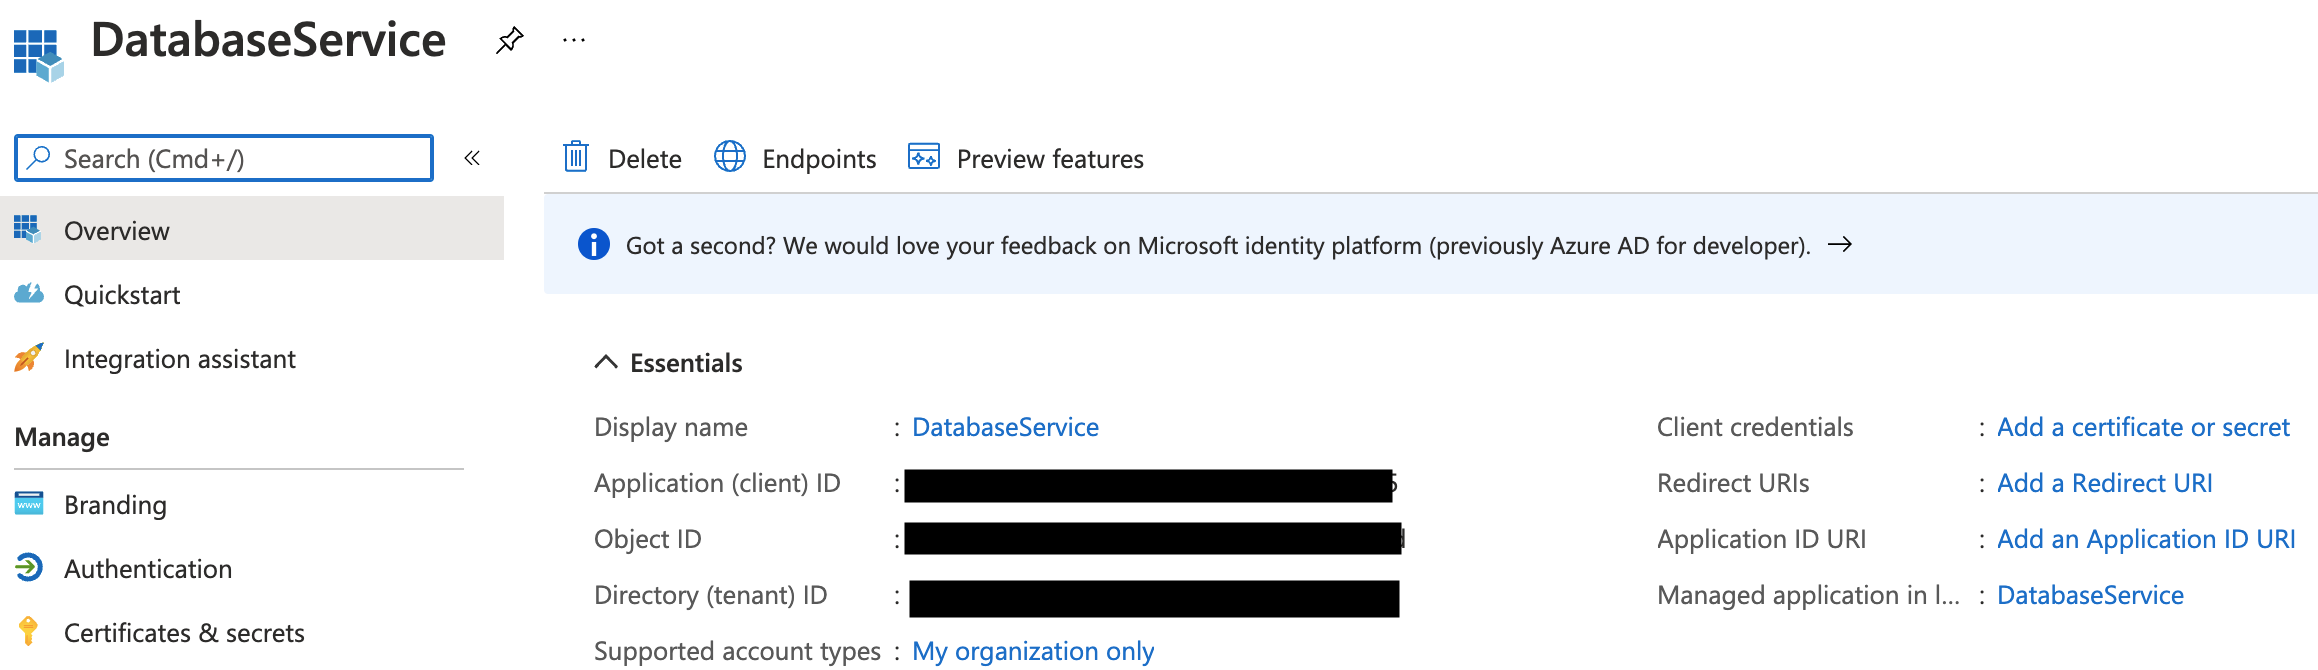 DatabaseService
...
Search (Cmd+/)
«
Overview
Quickstart
Integration assistant
Manage
Branding
Authentication
Certificates & secrets
Delete
Endpoints
Preview features
Got a second? We would love your feedback on Microsoft identity platform (previously Azure AD for developer). →
Essentials
Display name : DatabaseService
Application (client) ID :
Object ID :
Directory (tenant) ID :
Supported account types : My organization only
Client credentials : Add a certificate or secret
Redirect URIs : Add a Redirect URI
Application ID URI : Add an Application ID URI
Managed application in l... : DatabaseService